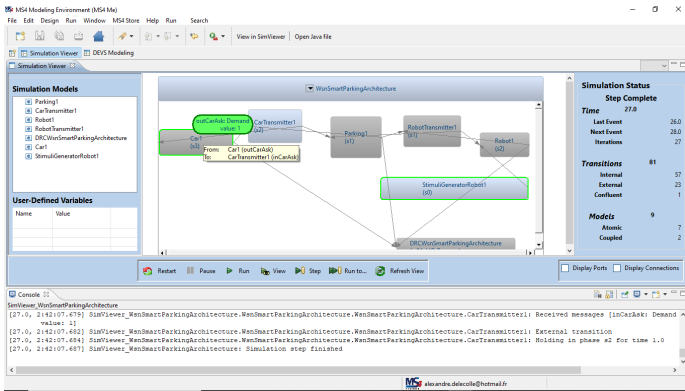 MS4 Modeling Environment (MS4 Me)
File Edit Design Run Window MS4 Store Help Run Search
View in SimViewer Open Java file
Simulation Viewer DEVS Modeling
Simulation Viewer
Simulation Models
Parking1
CarTransmitter1
Robot1
RobotTransmitter1
DRCWsnSmartParkingArchitecture
Car1
StimuliGeneratorRobot1
User-Defined Variables
Name Value
WsnSmartParkingArchitecture
outCarAsk: Demand
value: 1
Car1
(s3)
CarTransmitter1
(s2)
From: Car1 (outCarAsk)
To: CarTransmitter1 (inCarAsk)
Parking1
(s1)
RobotTransmitter1
(s1)
Robot1
(s2)
StimuliGeneratorRobot1
(s0)
DRCWsnSmartParkingArchitecture
Simulation Status
Step Complete
Time 27.0
Last Event 26.0
Next Event 28.0
Iterations 27
Transitions 81
Internal 57
External 23
Confluent 1
Models 9
Atomic 7
Coupled 2
Restart Pause Run View Step Run to... Refresh View
Display Ports Display Connections
Console
SimViewer_WsnSmartParkingArchitecture
[27.0, 2:42:07.679] SimViewer_WsnSmartParkingArchitecture.WsnSmartParkingArchitecture.WsnSmartParkingArchitecture.CarTransmitter1: Received messages [inCarAsk: Demand
value: 1]
[27.0, 2:42:07.682] SimViewer_WsnSmartParkingArchitecture.WsnSmartParkingArchitecture.WsnSmartParkingArchitecture.CarTransmitter1: External transition
[27.0, 2:42:07.684] SimViewer_WsnSmartParkingArchitecture.WsnSmartParkingArchitecture.WsnSmartParkingArchitecture.CarTransmitter1: Holding in phase s2 for time 1.0
[27.0, 2:42:07.687] SimViewer_WsnSmartParkingArchitecture: Simulation step finished
MS4 alexandre.delecolle@hotmail.fr